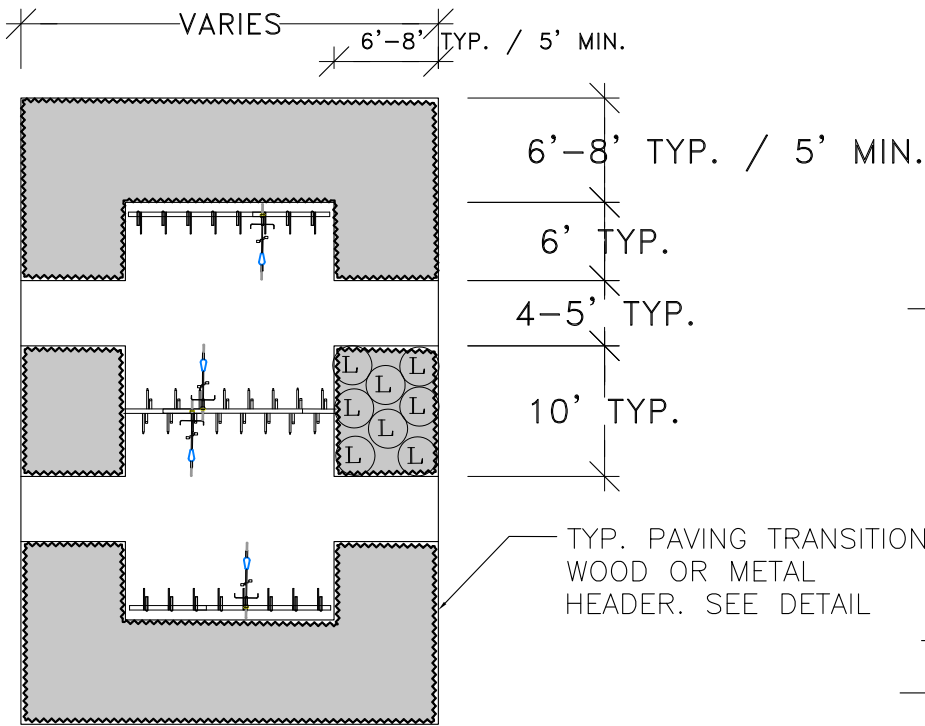 VARIES
6'-8' TYP. / 5' MIN.
6'-8' TYP. / 5' MIN.
6' TYP.
4-5' TYP.
L L
L
L L
L
L L
10' TYP.
TYP. PAVING TRANSITION
WOOD OR METAL
HEADER. SEE DETAIL